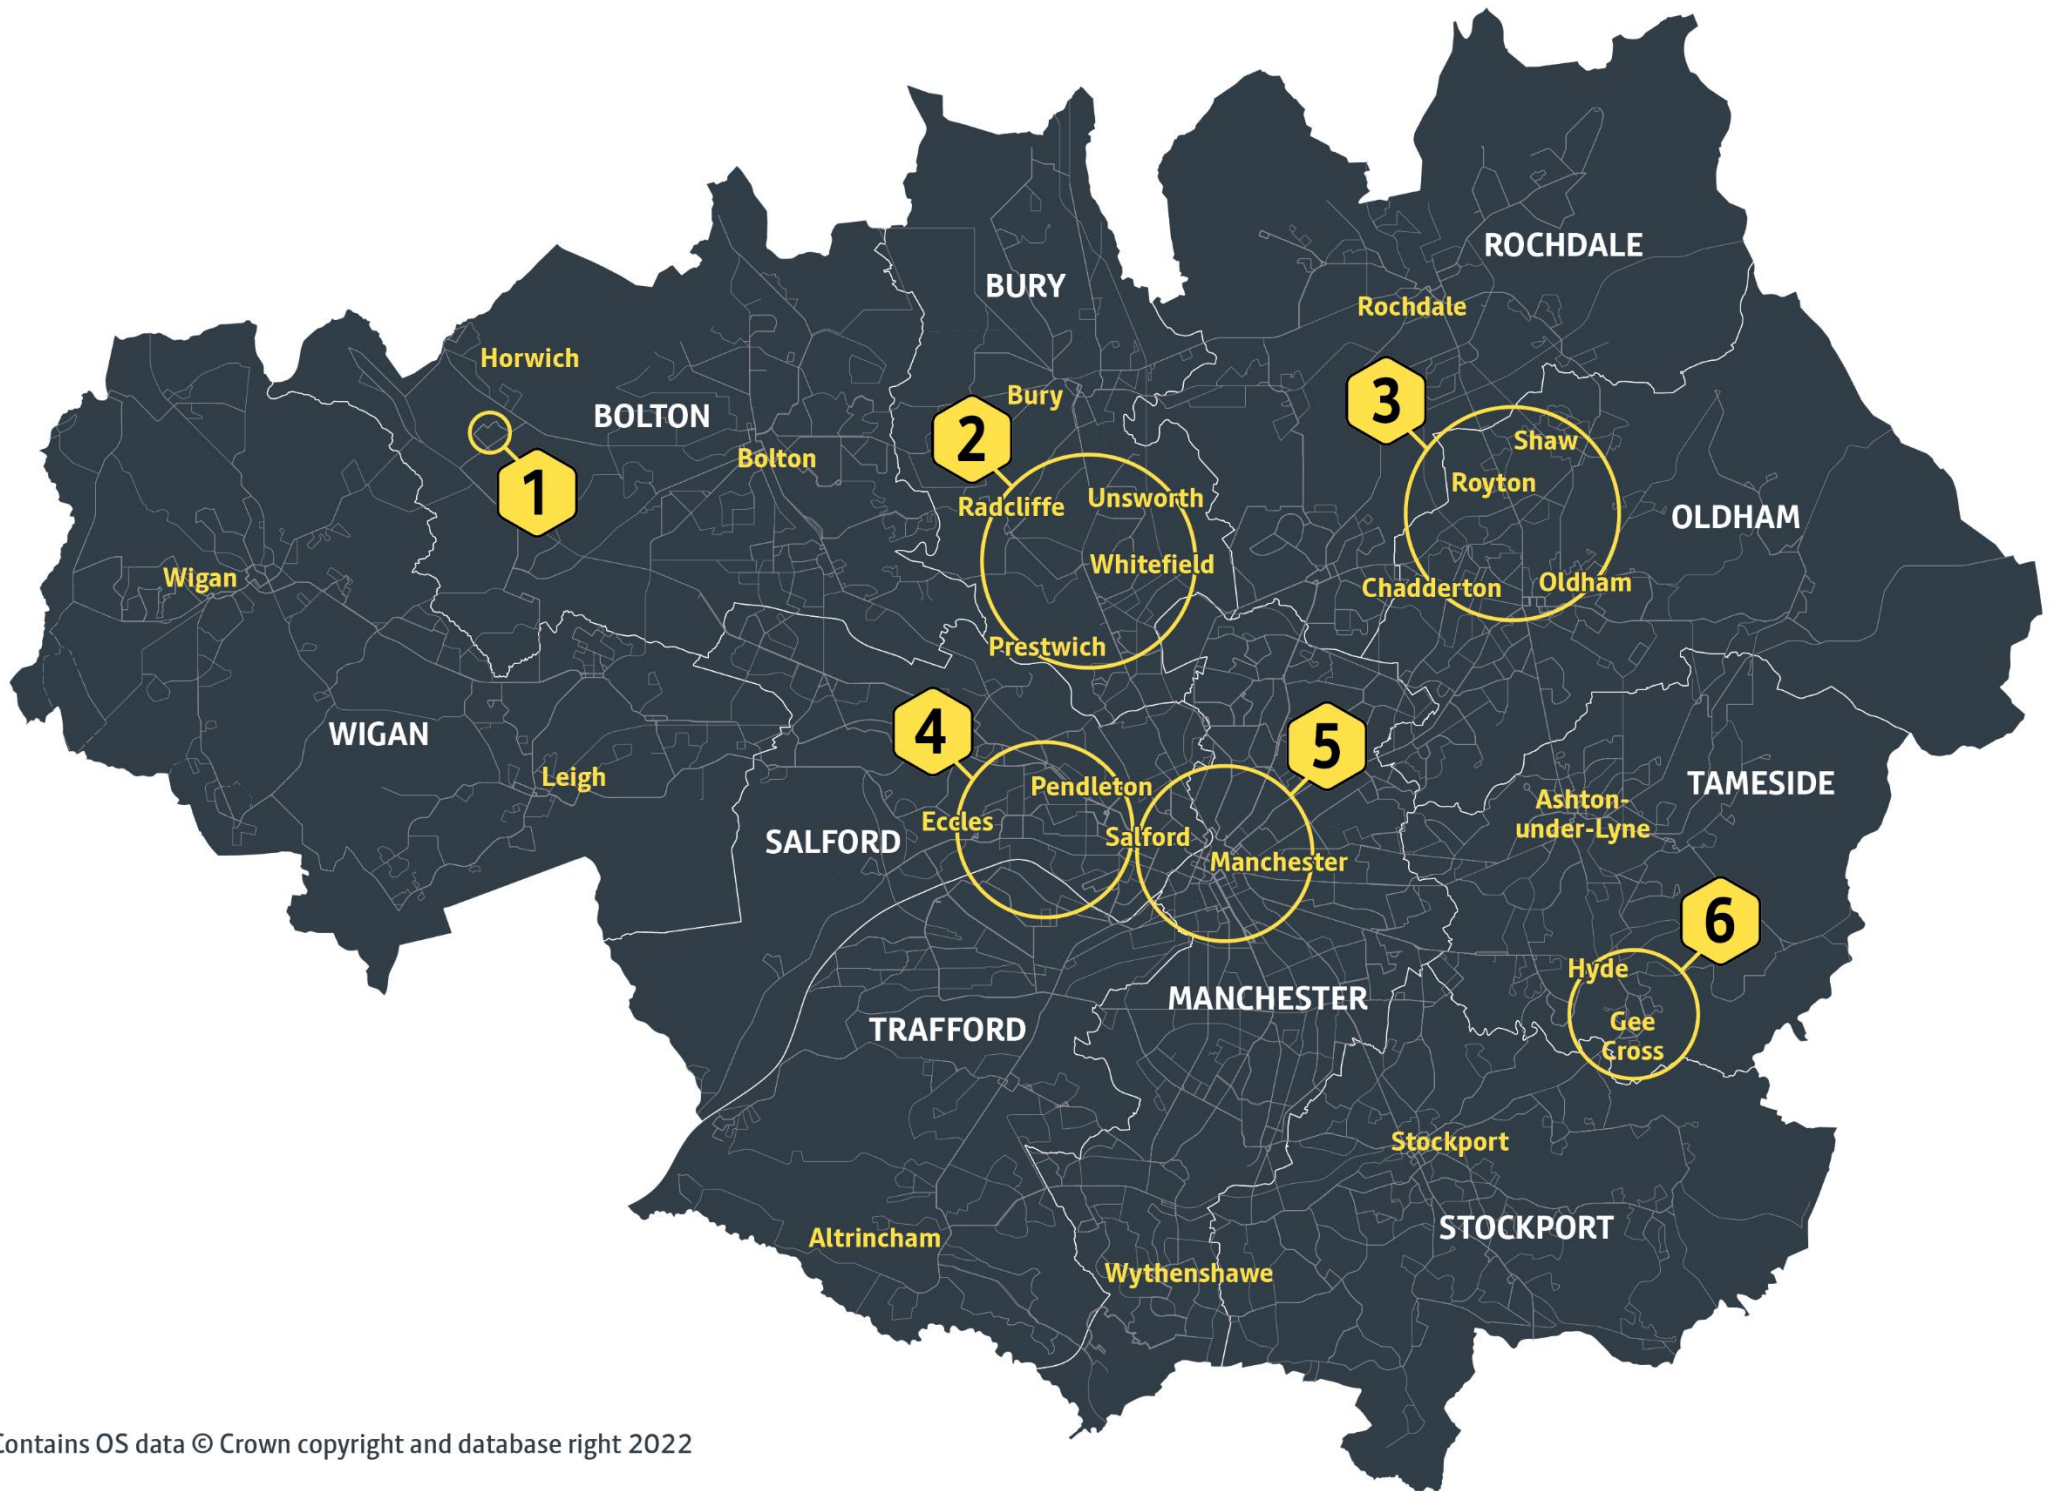 ROCHDALE
BURY
Rochdale
Horwich
3
Bury
BOLTON
2
Shaw
Bolton
Royton
1
Unsworth
Radcliffe
OLDHAM
Whitefield
Wigan
Oldham
Chadderton
Prestwich
4
WIGAN
5
Leigh
Pendleton
TAMESIDE
Ashton-
under-Lyne
Eccles
Salford
SALFORD
Manchester
6
Hyde
MANCHESTER
Gee
Cross
TRAFFORD
Stockport
STOCKPORT
Altrincham
Wythenshawe
Contains OS data © Crown copyright and database right 2022